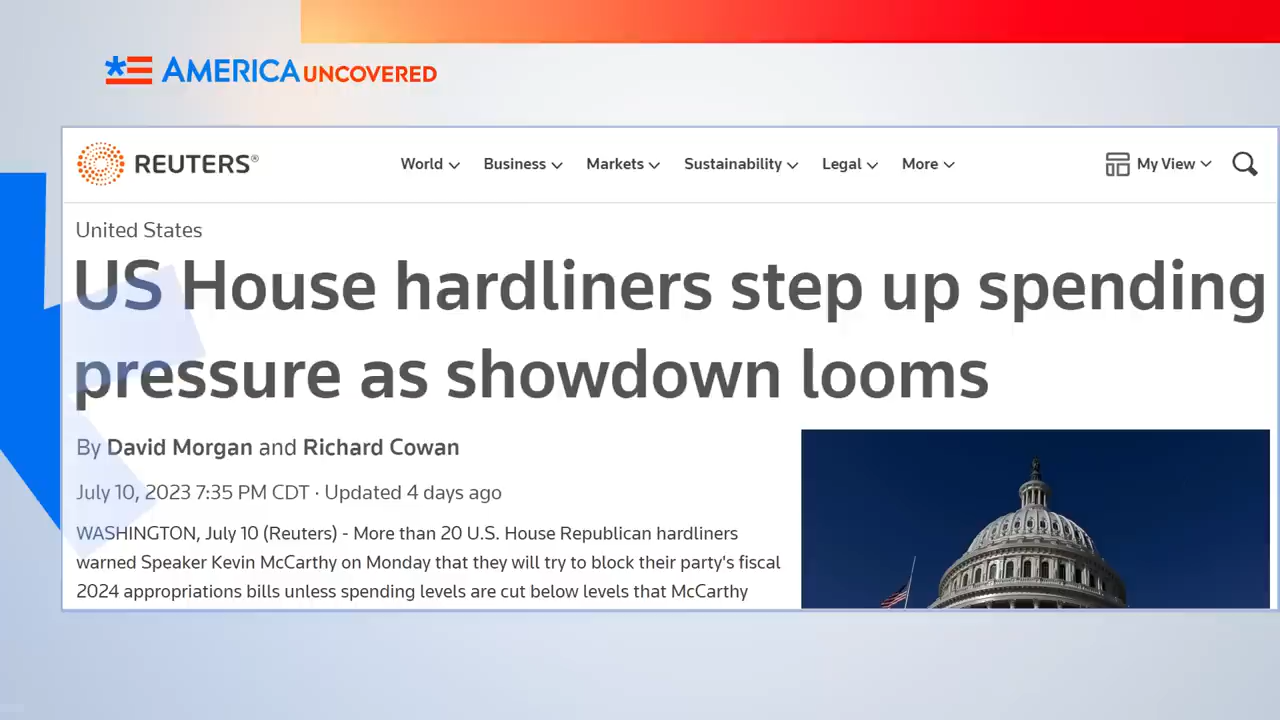 AMERICA UNCOVERED
REUTERS®
World Business Markets Sustainability Legal More My View
United States
US House hardliners step up spending
pressure as showdown looms
By David Morgan and Richard Cowan
July 10, 2023 7:35 PM CDT · Updated 4 days ago
WASHINGTON, July 10 (Reuters) - More than 20 U.S. House Republican hardliners
warned Speaker Kevin McCarthy on Monday that they will try to block their party's fiscal
2024 appropriations bills unless spending levels are cut below levels that McCarthy